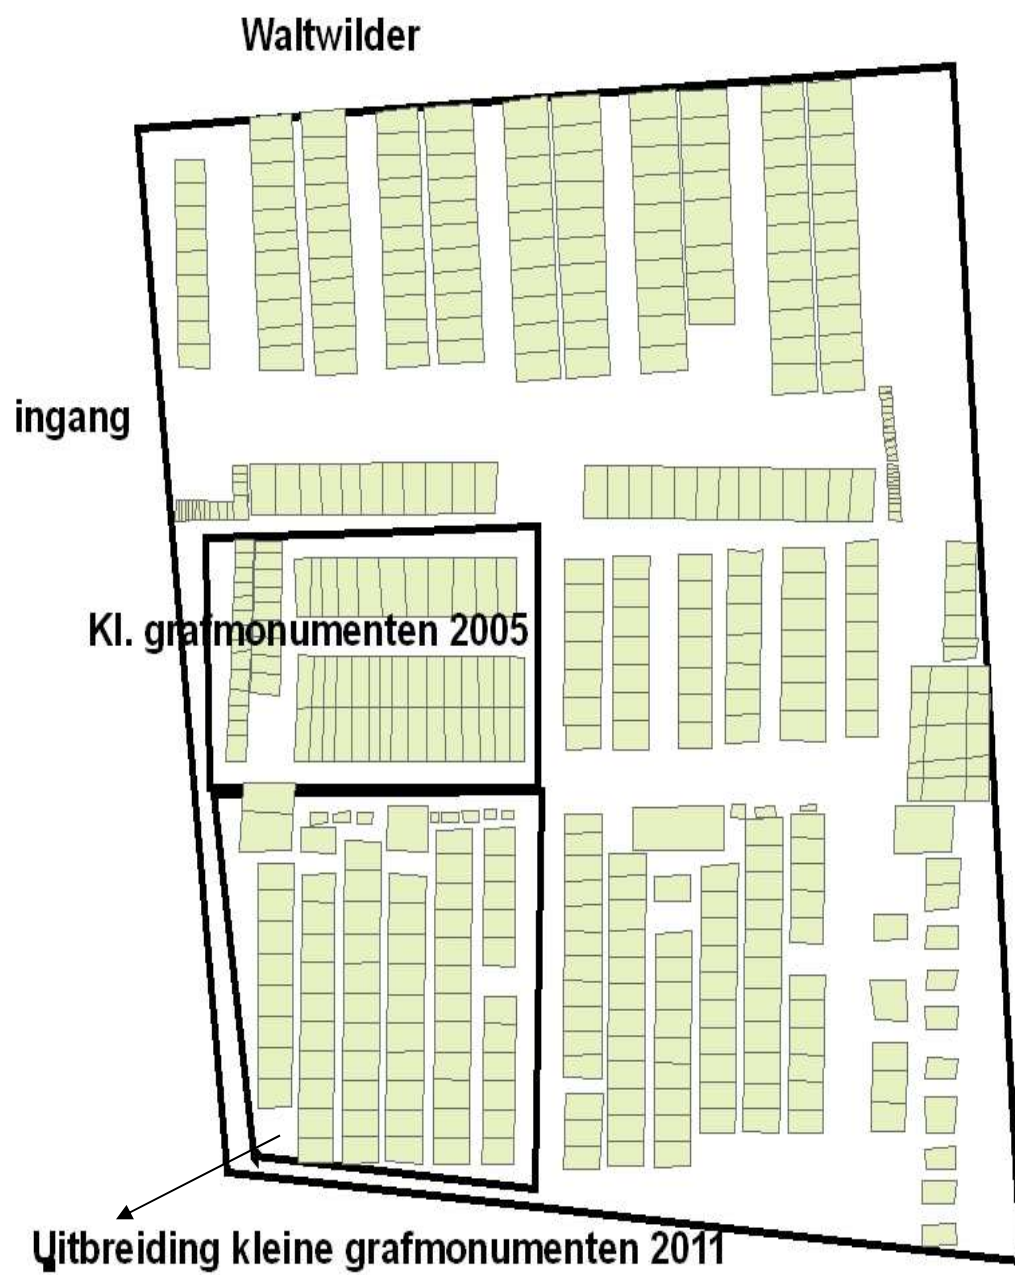 Waltwilder
ingang
Kl. grafmonumenten 2005
Uitbreiding kleine grafmonumenten 2011